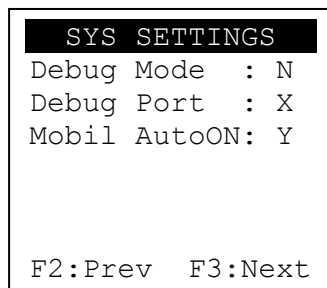 SYS SETTINGS
Debug Mode : N
Debug Port : X
Mobil AutoON: Y
F2:Prev F3:Next